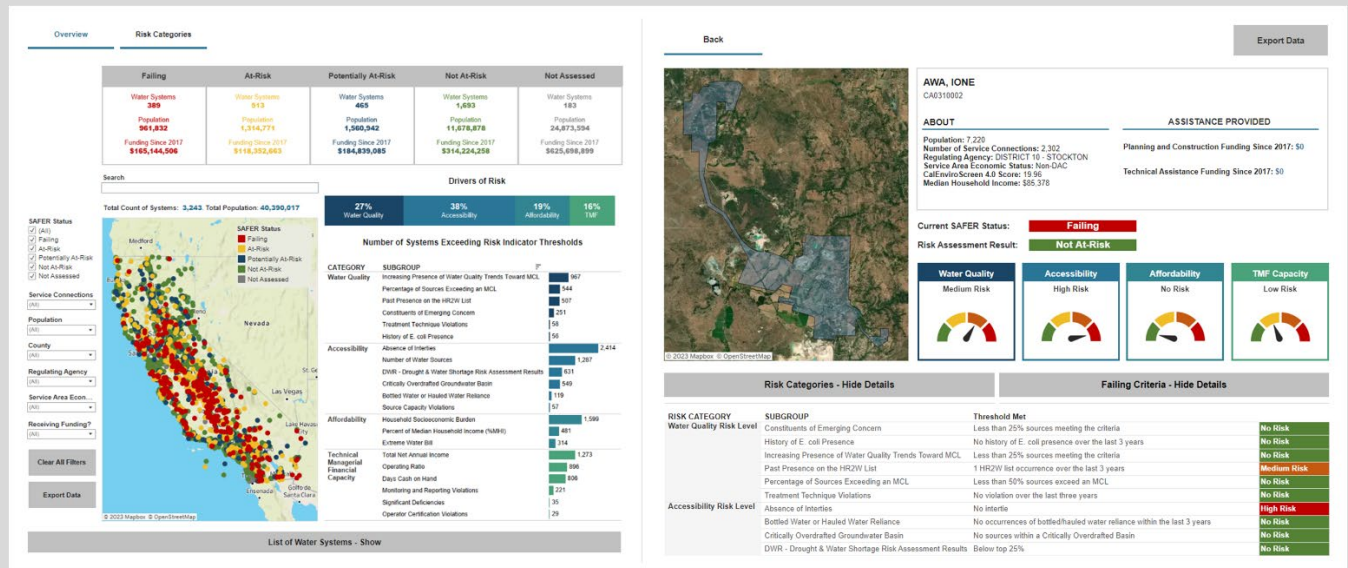 Overview
Risk Categories
Failing
At-Risk
Potentially At-Risk
Not At-Risk
Not Assessed
Water Systems
389
Water Systems
513
Water Systems
465
Water Systems
1,693
Water Systems
183
Population
961,832
Population
1,314,771
Population
1,560,942
Population
11,678,878
Population
24,873,594
Funding Since 2017
$165,144,506
Funding Since 2017
$118,352,663
Funding Since 2017
$184,839,085
Funding Since 2017
$314,224,258
Funding Since 2017
$625,698,899
Search
Total Count of Systems: 3,243. Total Population: 40,390,017
SAFER Status
(All)
Failing
At-Risk
Potentially At-Risk
Not At-Risk
Not Assessed
Service Connections
(All)
Population
(All)
County
(All)
Regulating Agency
(All)
Service Area Econ...
(All)
Receiving Funding?
(All)
Clear All Filters
Export Data
SAFER Status
Failing
At-Risk
Potentially At-Risk
Not At-Risk
Not Assessed
Medford
Nevada
St. Ge
Las Vegas
Lake Havasu
City
Ensenada
Golfo de
Santa Clara
© 2023 Mapbox © OpenStreetMap
Drivers of Risk
27%
Water Quality
38%
Accessibility
19%
Affordability
16%
TMF
Number of Systems Exceeding Risk Indicator Thresholds
CATEGORY SUBGROUP
Water Quality Increasing Presence of Water Quality Trends Toward MCL 967
Percentage of Sources Exceeding an MCL 544
Past Presence on the HR2W List 507
Constituents of Emerging Concern 251
Treatment Technique Violations 58
History of E. coli Presence 56
Accessibility Absence of Interties 2,414
Number of Water Sources 1,287
DWR - Drought & Water Shortage Risk Assessment Results 631
Critically Overdrafted Groundwater Basin 549
Bottled Water or Hauled Water Reliance 119
Source Capacity Violations 57
Affordability Household Socioeconomic Burden 1,599
Percent of Median Household Income (%MHI) 481
Extreme Water Bill 314
Technical Managerial Financial Capacity Total Net Annual Income 1,273
Operating Ratio 898
Days Cash on Hand 808
Monitoring and Reporting Violations 221
Significant Deficiencies 35
Operator Certification Violations 29
List of Water Systems - Show
Back
Export Data
© 2023 Mapbox © OpenStreetMap
AWA, IONE
CA0310002
ABOUT
Population: 7,220
Number of Service Connections: 2,302
Regulating Agency: DISTRICT 10 - STOCKTON
Service Area Economic Status: Non-DAC
CalEnviroScreen 4.0 Score: 19.96
Median Household Income: $85,378
ASSISTANCE PROVIDED
Planning and Construction Funding Since 2017: $0
Technical Assistance Funding Since 2017: $0
Current SAFER Status: Failing
Risk Assessment Result: Not At-Risk
Water Quality
Medium Risk
Accessibility
High Risk
Affordability
No Risk
TMF Capacity
Low Risk
Risk Categories - Hide Details
Failing Criteria - Hide Details
RISK CATEGORY SUBGROUP Threshold Met
Water Quality Risk Level Constituents of Emerging Concern Less than 25% sources meeting the criteria No Risk
History of E. coli Presence No history of E. coli presence over the last 3 years No Risk
Increasing Presence of Water Quality Trends Toward MCL Less than 25% sources meeting the criteria No Risk
Past Presence on the HR2W List 1 HR2W list occurrence over the last 3 years Medium Risk
Percentage of Sources Exceeding an MCL Less than 50% sources exceed an MCL No Risk
Treatment Technique Violations No violation over the last three years No Risk
Accessibility Risk Level Absence of Interties No intertie High Risk
Bottled Water or Hauled Water Reliance No occurrences of bottled/hauled water reliance within the last 3 years No Risk
Critically Overdrafted Groundwater Basin No sources within a Critically Overdrafted Basin No Risk
DWR - Drought & Water Shortage Risk Assessment Results Below top 25% No Risk